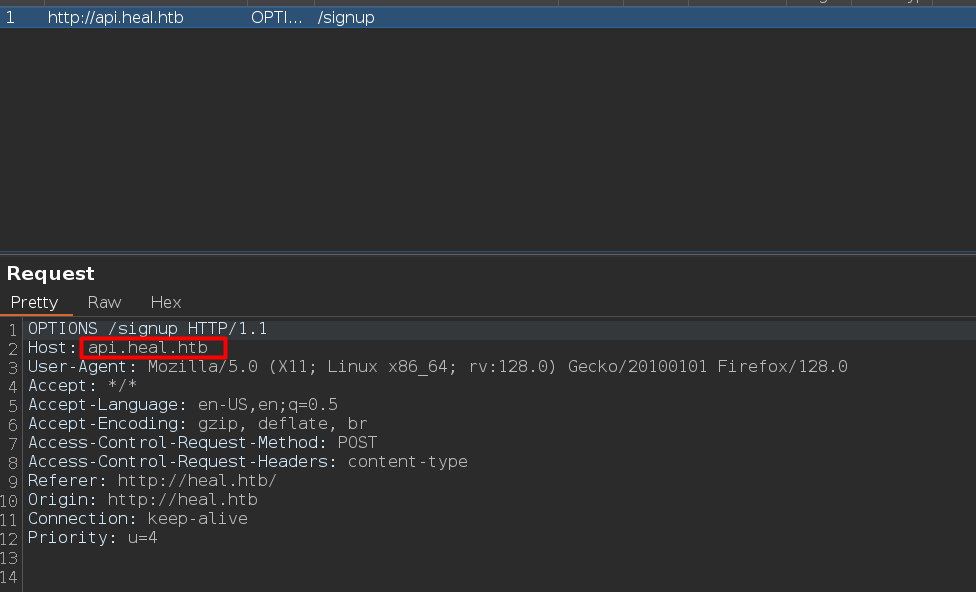 1 http://api.heal.htb OPTI... /signup
Request
Pretty Raw Hex
1 OPTIONS /signup HTTP/1.1
2 Host: api.heal.htb
3 User-Agent: Mozilla/5.0 (X11; Linux x86_64; rv:128.0) Gecko/20100101 Firefox/128.0
4 Accept: */*
5 Accept-Language: en-US,en;q=0.5
6 Accept-Encoding: gzip, deflate, br
7 Access-Control-Request-Method: POST
8 Access-Control-Request-Headers: content-type
9 Referer: http://heal.htb/
10 Origin: http://heal.htb
11 Connection: keep-alive
12 Priority: u=4
13
14